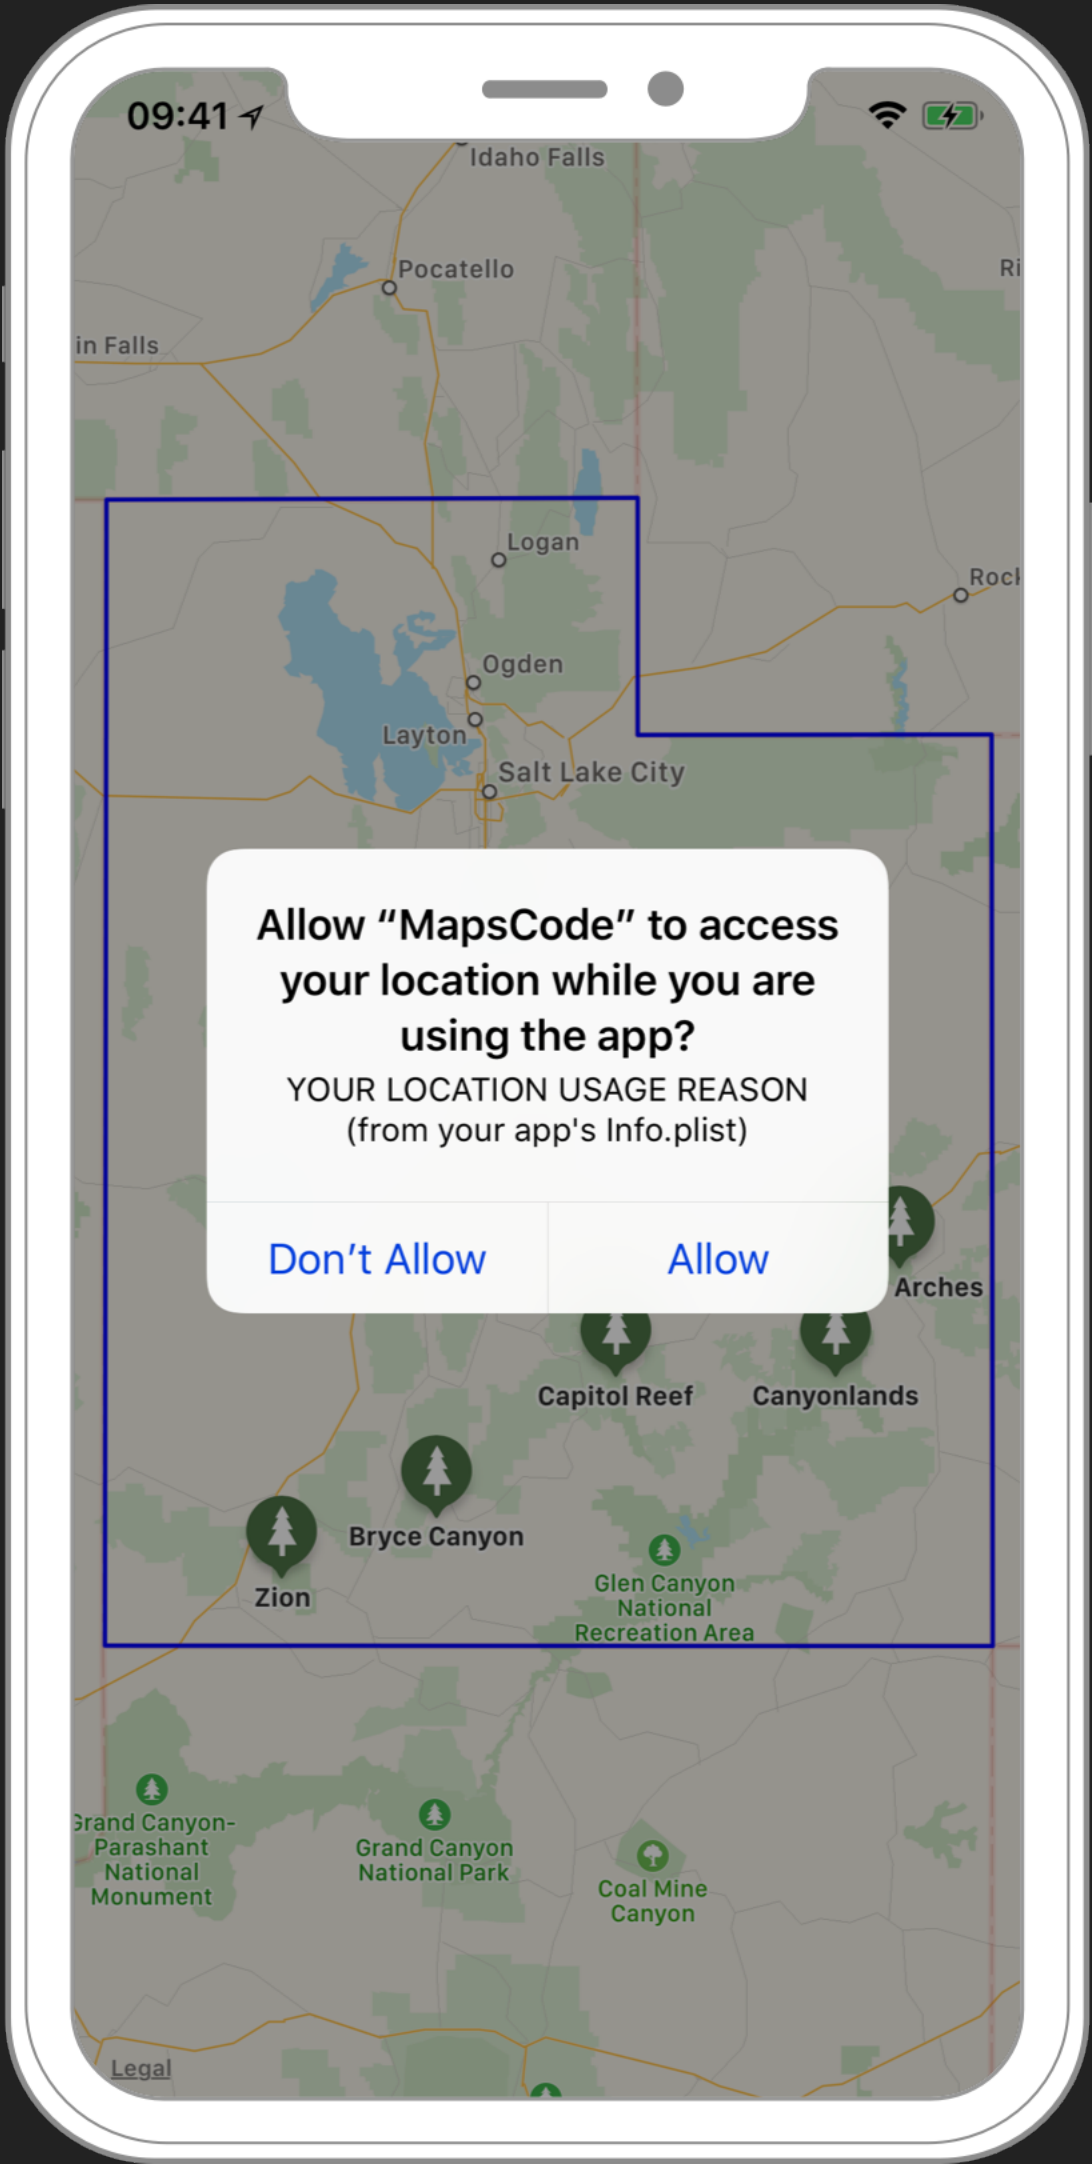 09:41
Idaho Falls
Pocatello
Ri
in Falls
Logan
Rock
Ogden
Layton
Salt Lake City
Allow “MapsCode” to access
your location while you are
using the app?
YOUR LOCATION USAGE REASON
(from your app's Info.plist)
Don’t Allow
Allow
Arches
Capitol Reef
Canyonlands
Bryce Canyon
Zion
Glen Canyon
National
Recreation Area
Grand Canyon-
Parashant
National
Monument
Grand Canyon
National Park
Coal Mine
Canyon
Legal